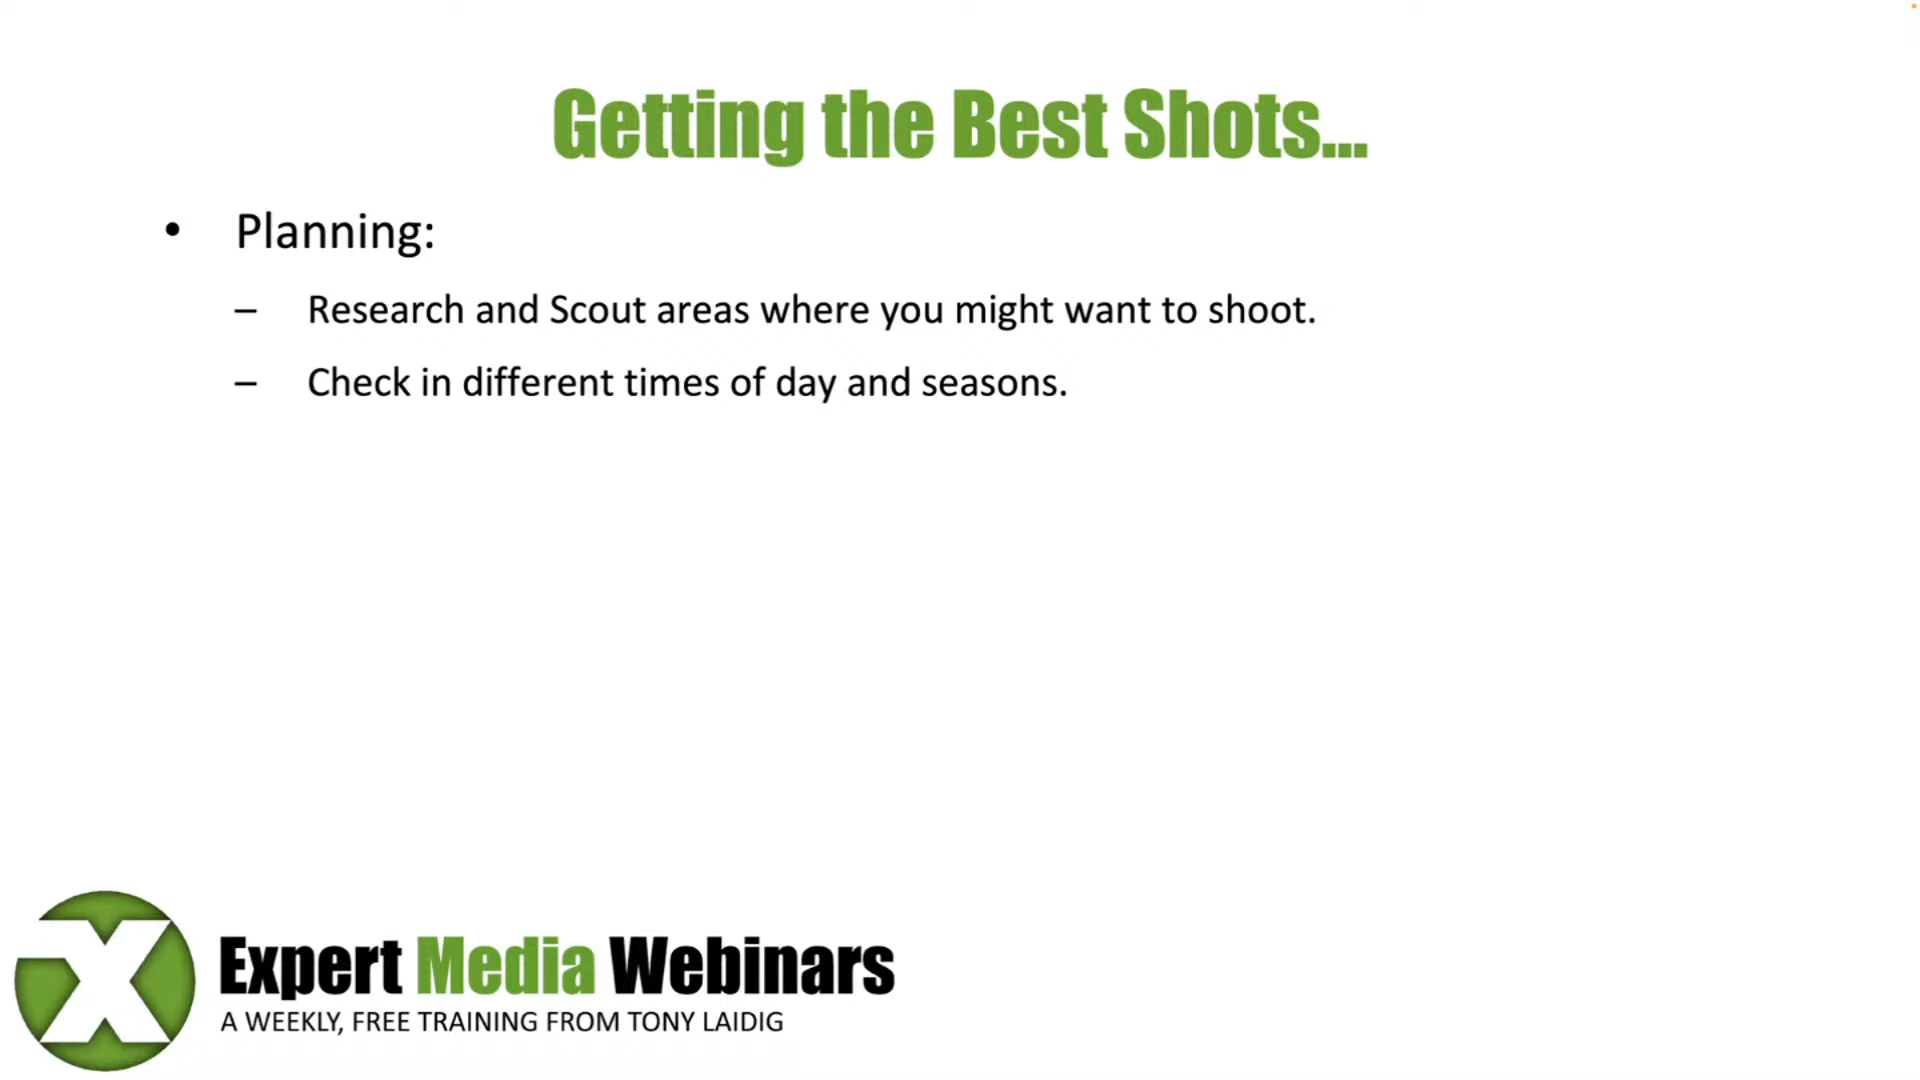 Getting the Best Shots...
• Planning:
– Research and Scout areas where you might want to shoot.
– Check in different times of day and seasons.
X
Expert Media Webinars
A WEEKLY, FREE TRAINING FROM TONY LAIDIG